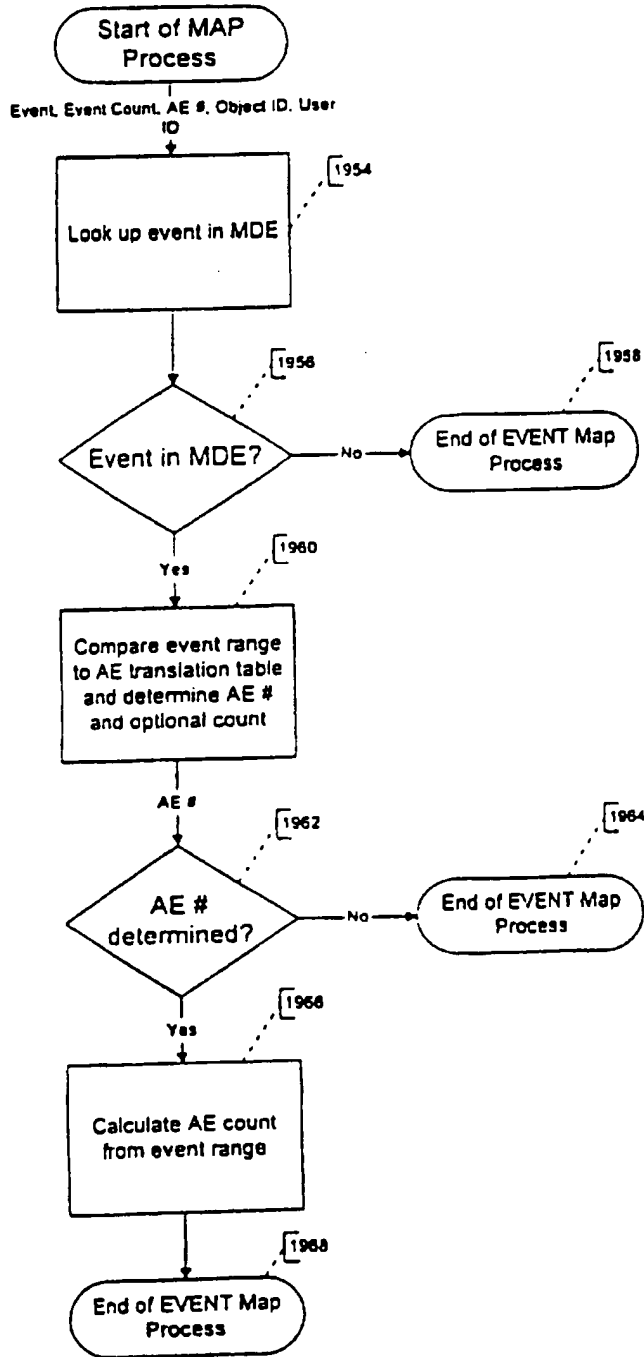 Start of MAP
Process
Event, Event Count, AE #, Object ID, User
ID
1954
Look up event in MDE
1956
1958
Event in MDE?
No
End of EVENT Map
Process
Yes
1960
Compare event range
to AE translation table
and determine AE #
and optional count
AE #
1962
1964
AE #
determined?
No
End of EVENT Map
Process
Yes
1966
Calculate AE count
from event range
1968
End of EVENT Map
Process